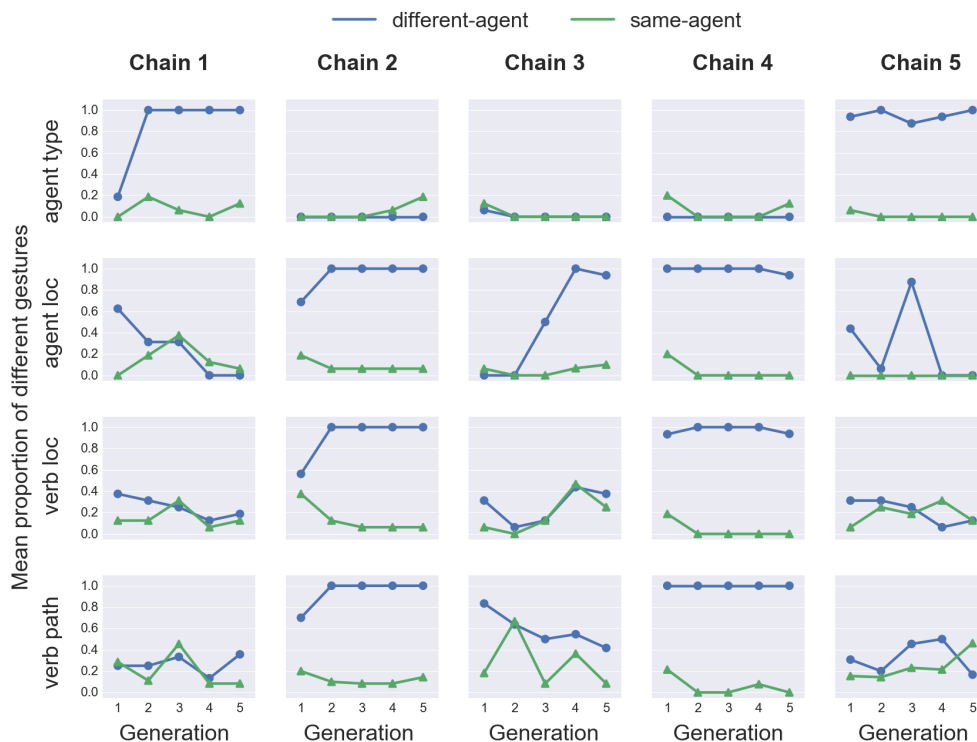 different-agent same-agent
Chain 1 Chain 2 Chain 3 Chain 4 Chain 5
Mean proportion of different gestures
agent type
1.0
0.8
0.6
0.4
0.2
0.0
agent loc
1.0
0.8
0.6
0.4
0.2
0.0
verb loc
1.0
0.8
0.6
0.4
0.2
0.0
verb path
1.0
0.8
0.6
0.4
0.2
0.0
1 2 3 4 5 1 2 3 4 5 1 2 3 4 5 1 2 3 4 5 1 2 3 4 5
Generation Generation Generation Generation Generation